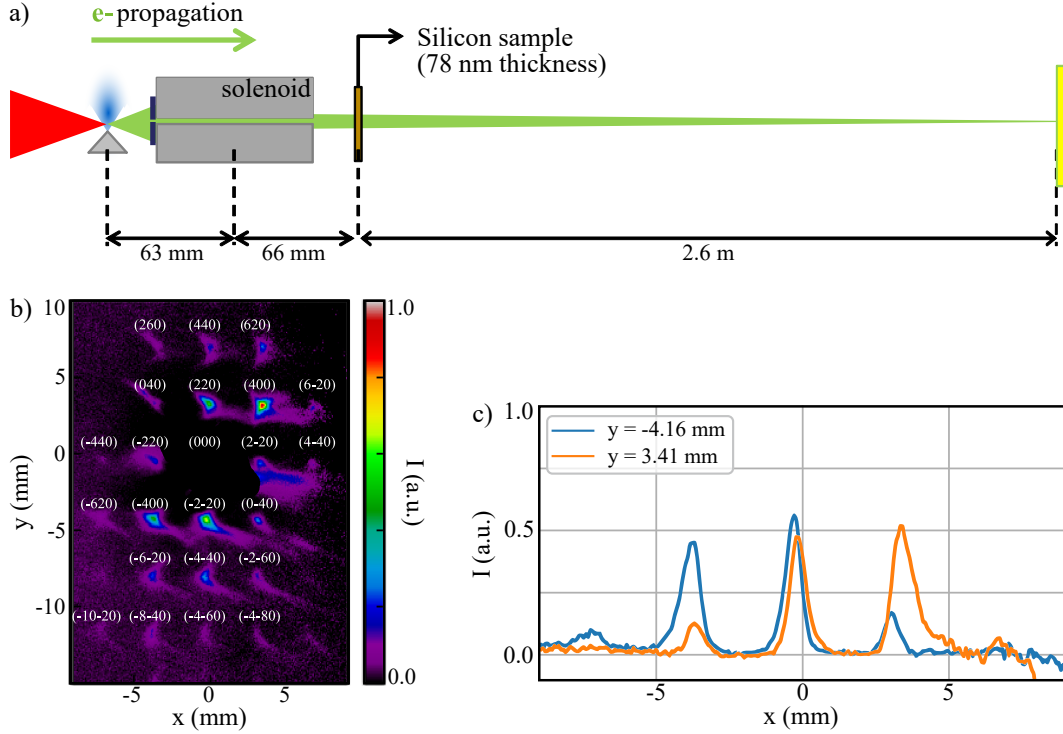 a)
e- propagation
solenoid
Silicon sample
(78 nm thickness)
63 mm
66 mm
2.6 m
b)
10
5
0
-5
-10
y (mm)
(260) (440) (620)
(040) (220) (400) (6-20)
(-440) (-220) (000) (2-20) (4-40)
(-620) (-400) (-2-20) (0-40)
(-6-20) (-4-40) (-2-60)
(-10-20) (-8-40) (-4-60) (-4-80)
-5 0 5
x (mm)
1.0
I (a.u.)
0.0
c)
1.0
0.5
0.0
I (a.u.)
y = -4.16 mm
y = 3.41 mm
-5 0 5
x (mm)